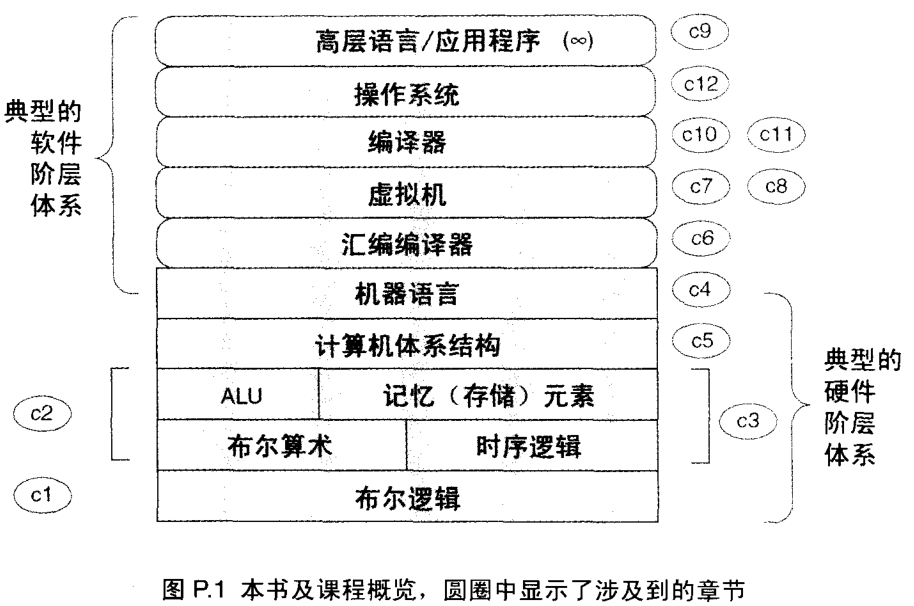 高层语言/应用程序 (∞) c9
操作系统 c12
编译器 c10 c11
虚拟机 c7 c8
汇编编译器 c6
机器语言 c4
计算机体系结构 c5
ALU 记忆（存储）元素
布尔算术 时序逻辑
布尔逻辑
典型的
软件
阶层
体系
c2
c1
c3
典型的
硬件
阶层
体系
图 P.1 本书及课程概览，圆圈中显示了涉及到的章节